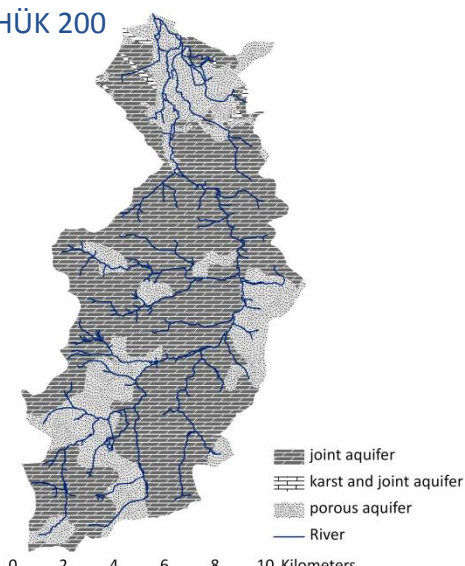 HÜK 200
joint aquifer
karst and joint aquifer
porous aquifer
River
0 2 4 6 8 10 Kilometers